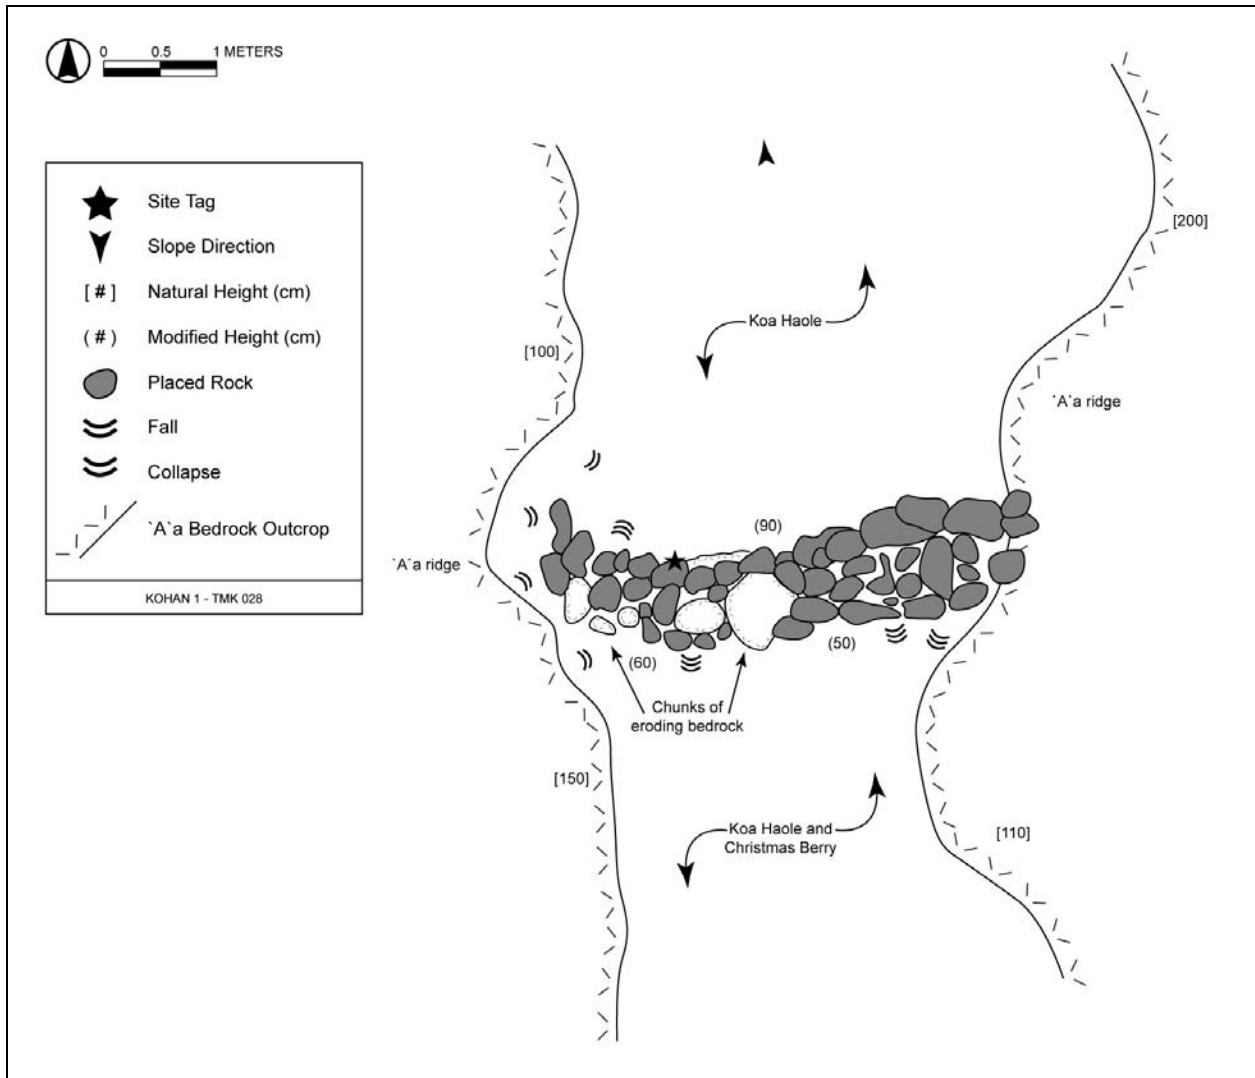 0 0.5 1 METERS
Site Tag
Slope Direction
[ # ] Natural Height (cm)
( # ) Modified Height (cm)
Placed Rock
Fall
Collapse
`A`a Bedrock Outcrop
KOHAN 1 - TMK 028
[200]
Koa Haole
[100]
`A`a ridge
(90)
`A`a ridge
(50)
(60)
Chunks of
eroding bedrock
[150]
Koa Haole and
Christmas Berry
[110]